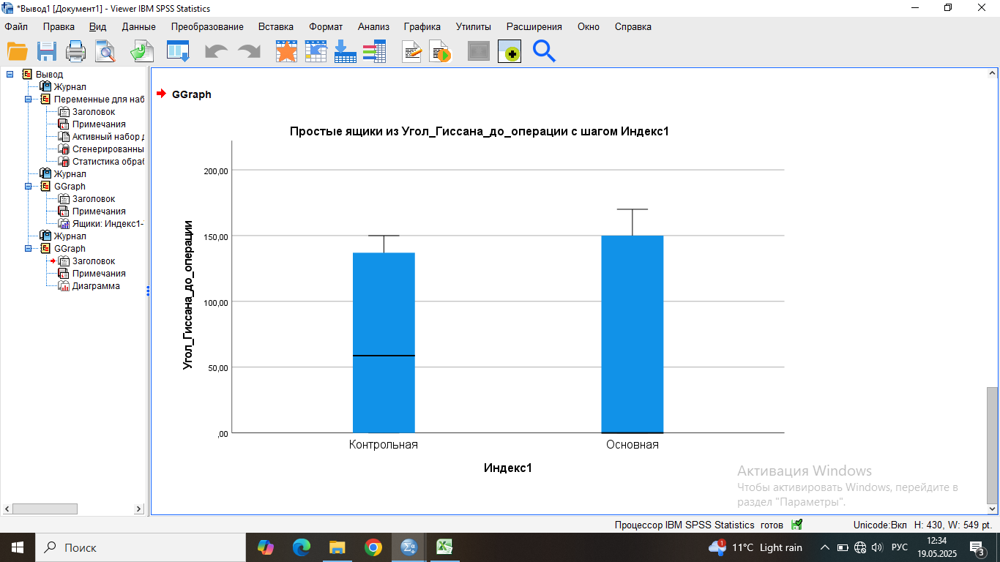 *Вывод1 [Документ1] - Viewer IBM SPSS Statistics
Файл Правка Вид Данные Преобразование Вставка Формат Анализ Графика Утилиты Расширения Окно Справка
Вывод
Журнал
Переменные для наб
Заголовок
Примечания
Активный набор д
Сгенерированны
Статистика обраб
Журнал
GGraph
Заголовок
Примечания
Ящики: Индекс1-
Журнал
GGraph
Заголовок
Примечания
Диаграмма
GGraph
Простые ящики из Угол_Гиссана_до_операции с шагом Индекс1
200,00
150,00
100,00
50,00
,00
Угол_Гиссана_до_операции
Контрольная Основная
Индекс1
Активация Windows
Чтобы активировать Windows, перейдите в
раздел "Параметры".
Процессор IBM SPSS Statistics готов Unicode:Вкл H: 430, W: 549 pt.
Поиск
1
11°C Light rain
РУС
12:34
19.05.2025
3